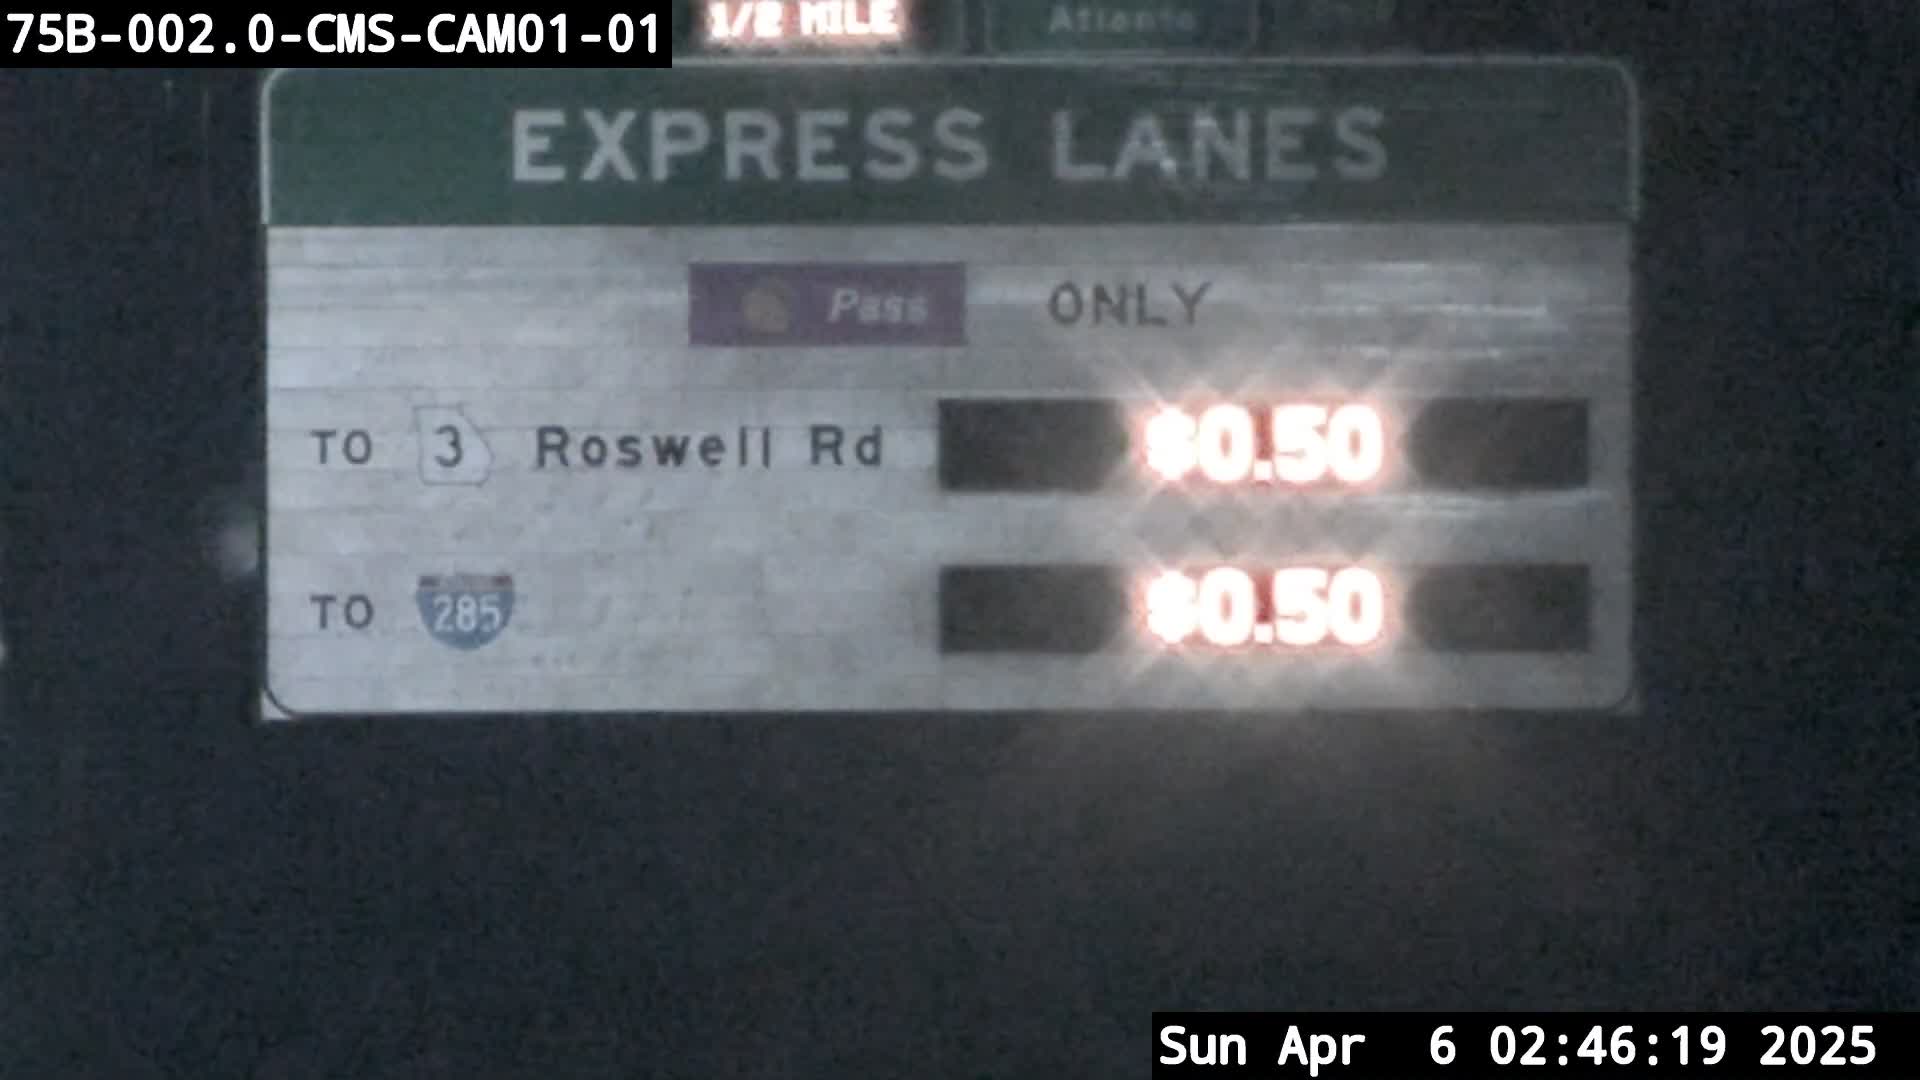 75B-002.0-CMS-CAM01-01
1/2 MILE
Atlanta
EXPRESS LANES
Pass ONLY
TO 3 Roswell Rd $0.50
TO 285 $0.50
Sun Apr 6 02:46:19 2025